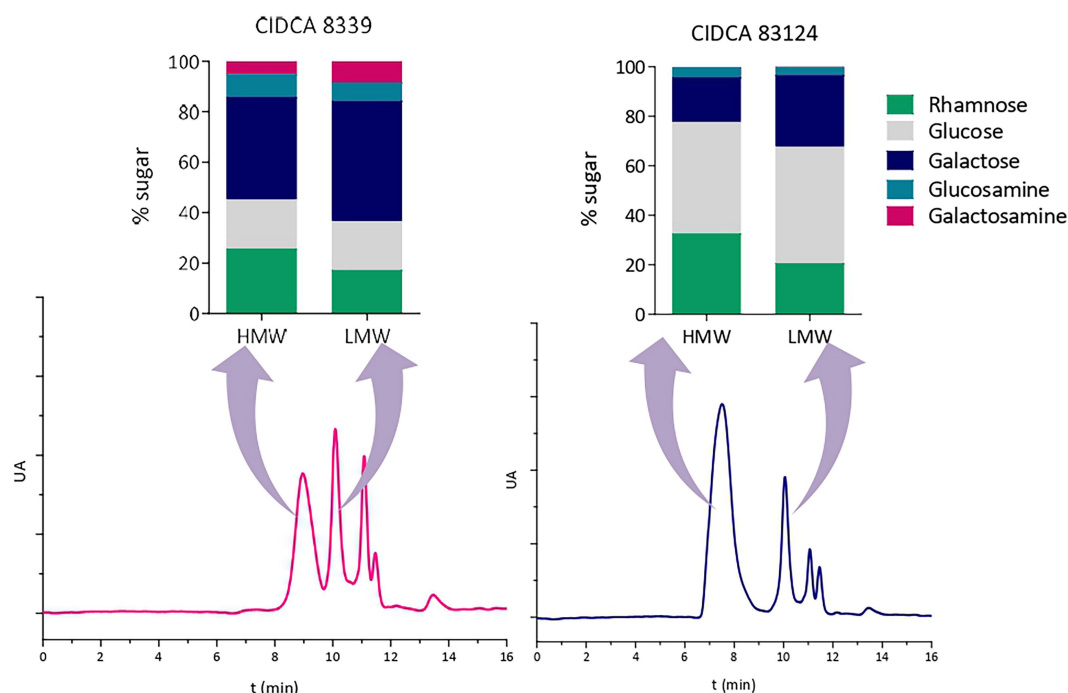 CIDCA 8339
100
80
60
40
20
0
% sugar
HMW
LMW
CIDCA 83124
100
80
60
40
20
0
% sugar
HMW
LMW
Rhamnose
Glucose
Galactose
Glucosamine
Galactosamine
UA
0 2 4 6 8 10 12 14 16
t (min)
UA
0 2 4 6 8 10 12 14 16
t (min)